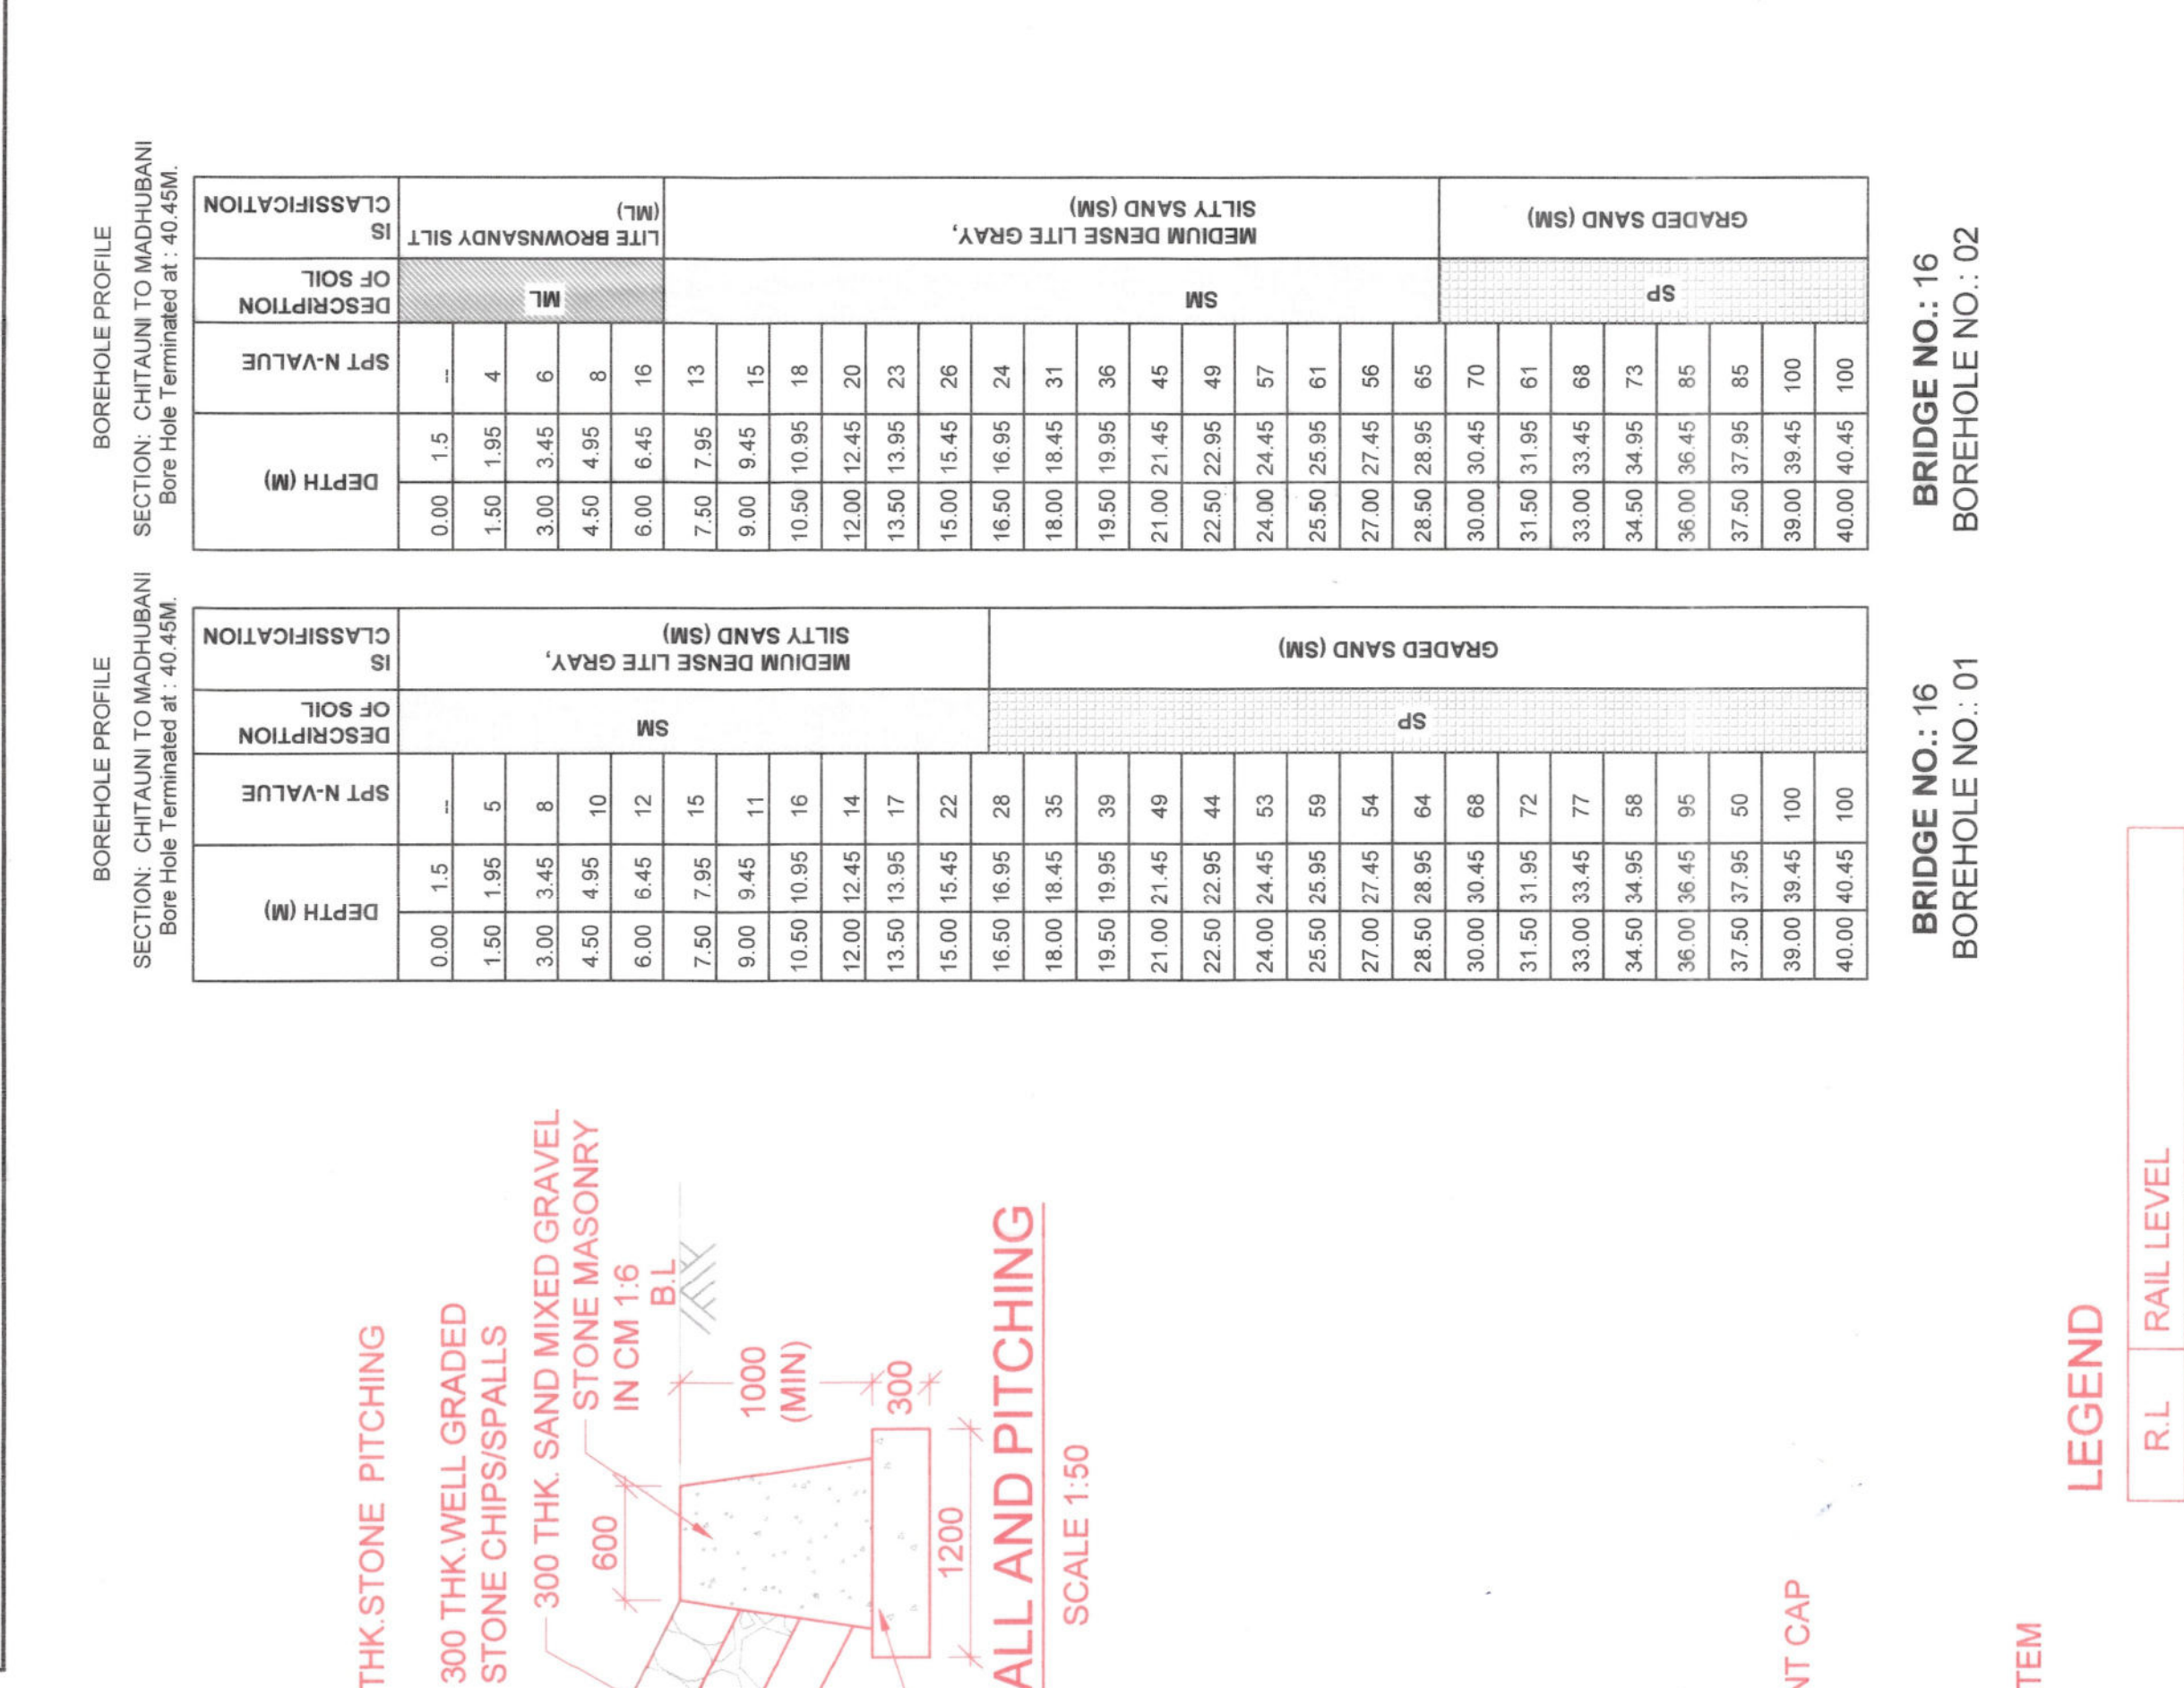 BOREHOLE PROFILE
SECTION: CHITAUNI TO MADHUBANI
Bore Hole Terminated at : 40.45M.
DEPTH (M) SPT N-VALUE DESCRIPTION OF SOIL IS CLASSIFICATION
0.00 1.5 --
1.50 1.95 5
3.00 3.45 8
4.50 4.95 10
6.00 6.45 12
7.50 7.95 15
9.00 9.45 11
10.50 10.95 16
12.00 12.45 14
13.50 13.95 17
15.00 15.45 22
16.50 16.95 28
18.00 18.45 35
19.50 19.95 39
21.00 21.45 49
22.50 22.95 44
24.00 24.45 53
25.50 25.95 59
27.00 27.45 54
28.50 28.95 64
30.00 30.45 68
31.50 31.95 72
33.00 33.45 77
34.50 34.95 58
36.00 36.45 95
37.50 37.95 50
39.00 39.45 100
40.00 40.45 100
SM
MEDIUM DENSE LITE GRAY,
SILTY SAND (SM)
SP
GRADED SAND (SM)
BRIDGE NO.: 16
BOREHOLE NO.: 01
BOREHOLE PROFILE
SECTION: CHITAUNI TO MADHUBANI
Bore Hole Terminated at : 40.45M.
DEPTH (M) SPT N-VALUE DESCRIPTION OF SOIL IS CLASSIFICATION
0.00 1.5 --
1.50 1.95 4
3.00 3.45 6
4.50 4.95 8
6.00 6.45 16
7.50 7.95 13
9.00 9.45 15
10.50 10.95 18
12.00 12.45 20
13.50 13.95 23
15.00 15.45 26
16.50 16.95 24
18.00 18.45 31
19.50 19.95 36
21.00 21.45 45
22.50 22.95 49
24.00 24.45 57
25.50 25.95 61
27.00 27.45 56
28.50 28.95 65
30.00 30.45 70
31.50 31.95 61
33.00 33.45 68
34.50 34.95 73
36.00 36.45 85
37.50 37.95 85
39.00 39.45 100
40.00 40.45 100
ML
LITE BROWNSANDY SILT
(ML)
SM
MEDIUM DENSE LITE GRAY,
SILTY SAND (SM)
SP
GRADED SAND (SM)
BRIDGE NO.: 16
BOREHOLE NO.: 02
THK.STONE PITCHING
300 THK.WELL GRADED
STONE CHIPS/SPALLS
300 THK. SAND MIXED GRAVEL
STONE MASONRY
IN CM 1:6
B.L
600
1000
(MIN)
300
1200
ALL AND PITCHING
SCALE 1:50
NT CAP
TEM
LEGEND
R.L RAIL LEVEL